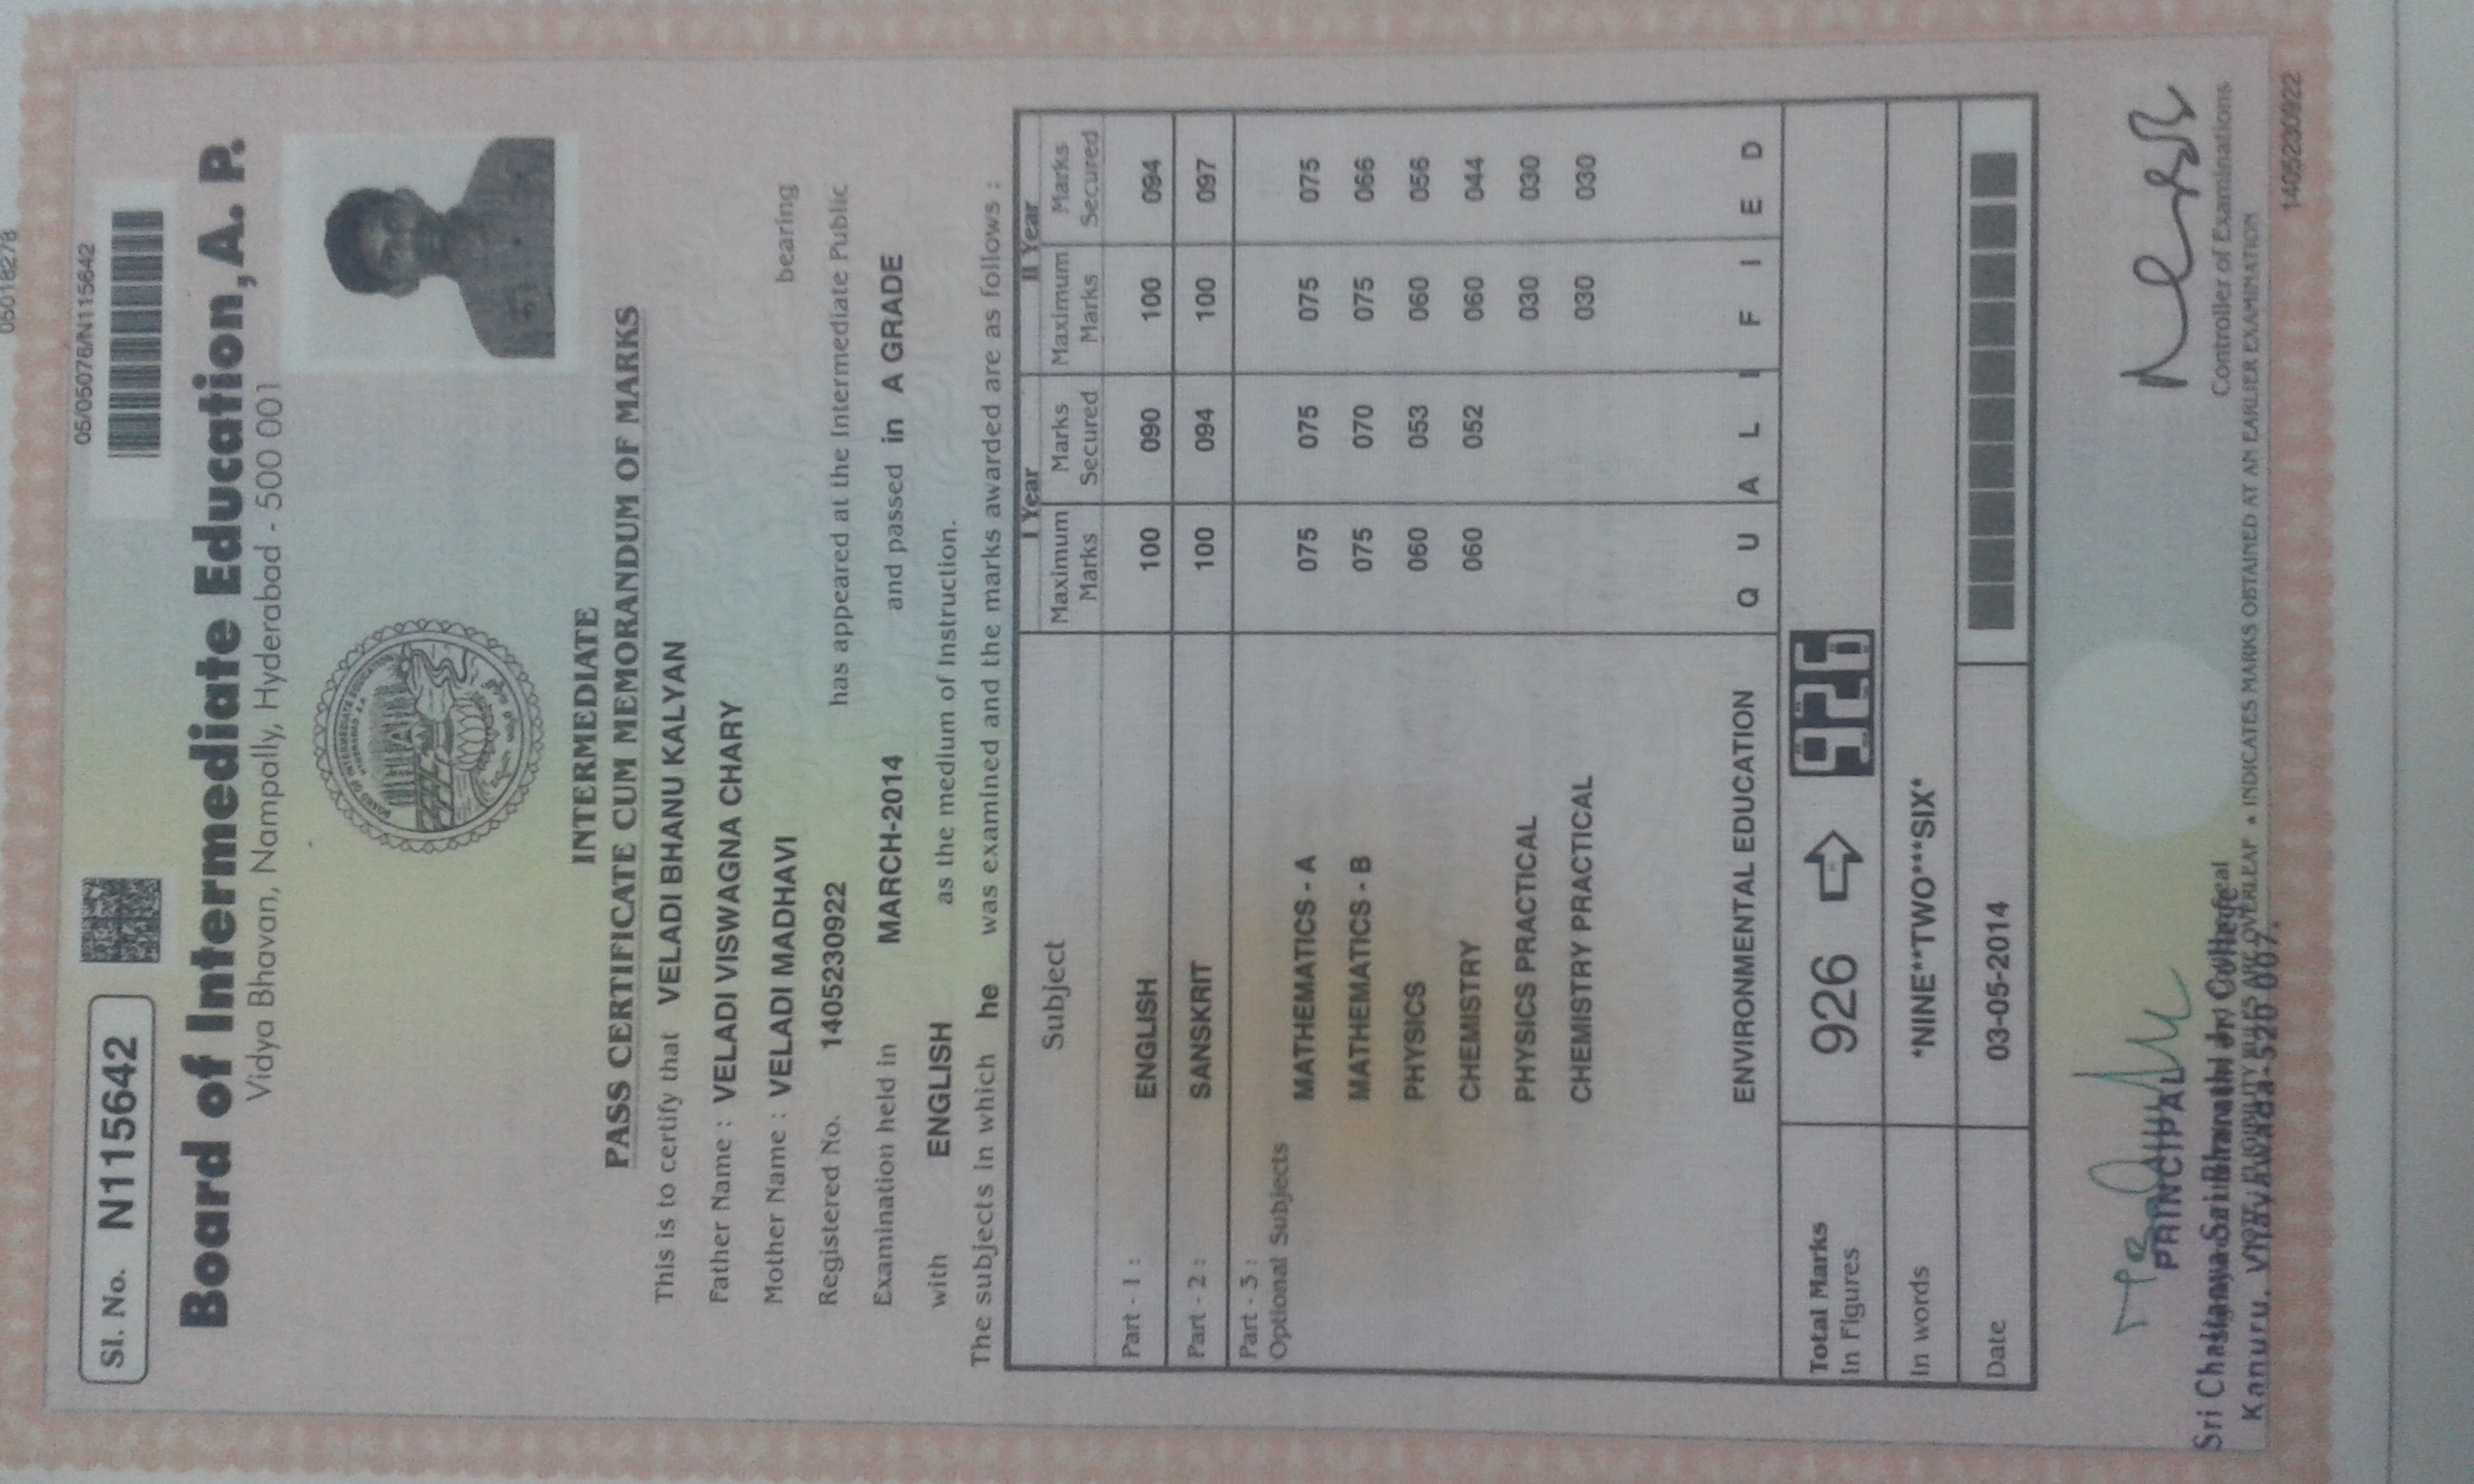 05018278
05/05076/N115642
Sl. No. N115642
Board of Intermediate Education, A. P.
Vidya Bhavan, Nampally, Hyderabad - 500 001
BOARD OF INTERMEDIATE EDUCATION
HYDERABAD A.P.
INTERMEDIATE
PASS CERTIFICATE CUM MEMORANDUM OF MARKS
This is to certify that VELADI BHANU KALYAN
Father Name : VELADI VISWAGNA CHARY
Mother Name : VELADI MADHAVI bearing
Registered No. 1405230922 has appeared at the Intermediate Public
Examination held in MARCH-2014 and passed in A GRADE
with ENGLISH as the medium of Instruction.
The subjects in which he was examined and the marks awarded are as follows :
Subject I Year II Year
Maximum Marks Marks Secured Maximum Marks Marks Secured
Part - 1 : ENGLISH 100 090 100 094
Part - 2 : SANSKRIT 100 094 100 097
Part - 3 :
Optional Subjects
MATHEMATICS - A 075 075 075 075
MATHEMATICS - B 075 070 075 066
PHYSICS 060 053 060 056
CHEMISTRY 060 052 060 044
PHYSICS PRACTICAL 030 030
CHEMISTRY PRACTICAL 030 030
ENVIRONMENTAL EDUCATION Q U A L I F I E D
Total Marks
In Figures 926 926
In words *NINE**TWO***SIX*
Date 03-05-2014
PRINCIPAL
Sri Chaitanya Sri Bharathi Jr. College
Seal
Controller of Examinations
Kanuru, Vijayawada-520 007.
NOTE : ELIGIBILITY RULES ARE OVERLEAF * INDICATES MARKS OBTAINED AT AN EARLIER EXAMINATION
1405230922